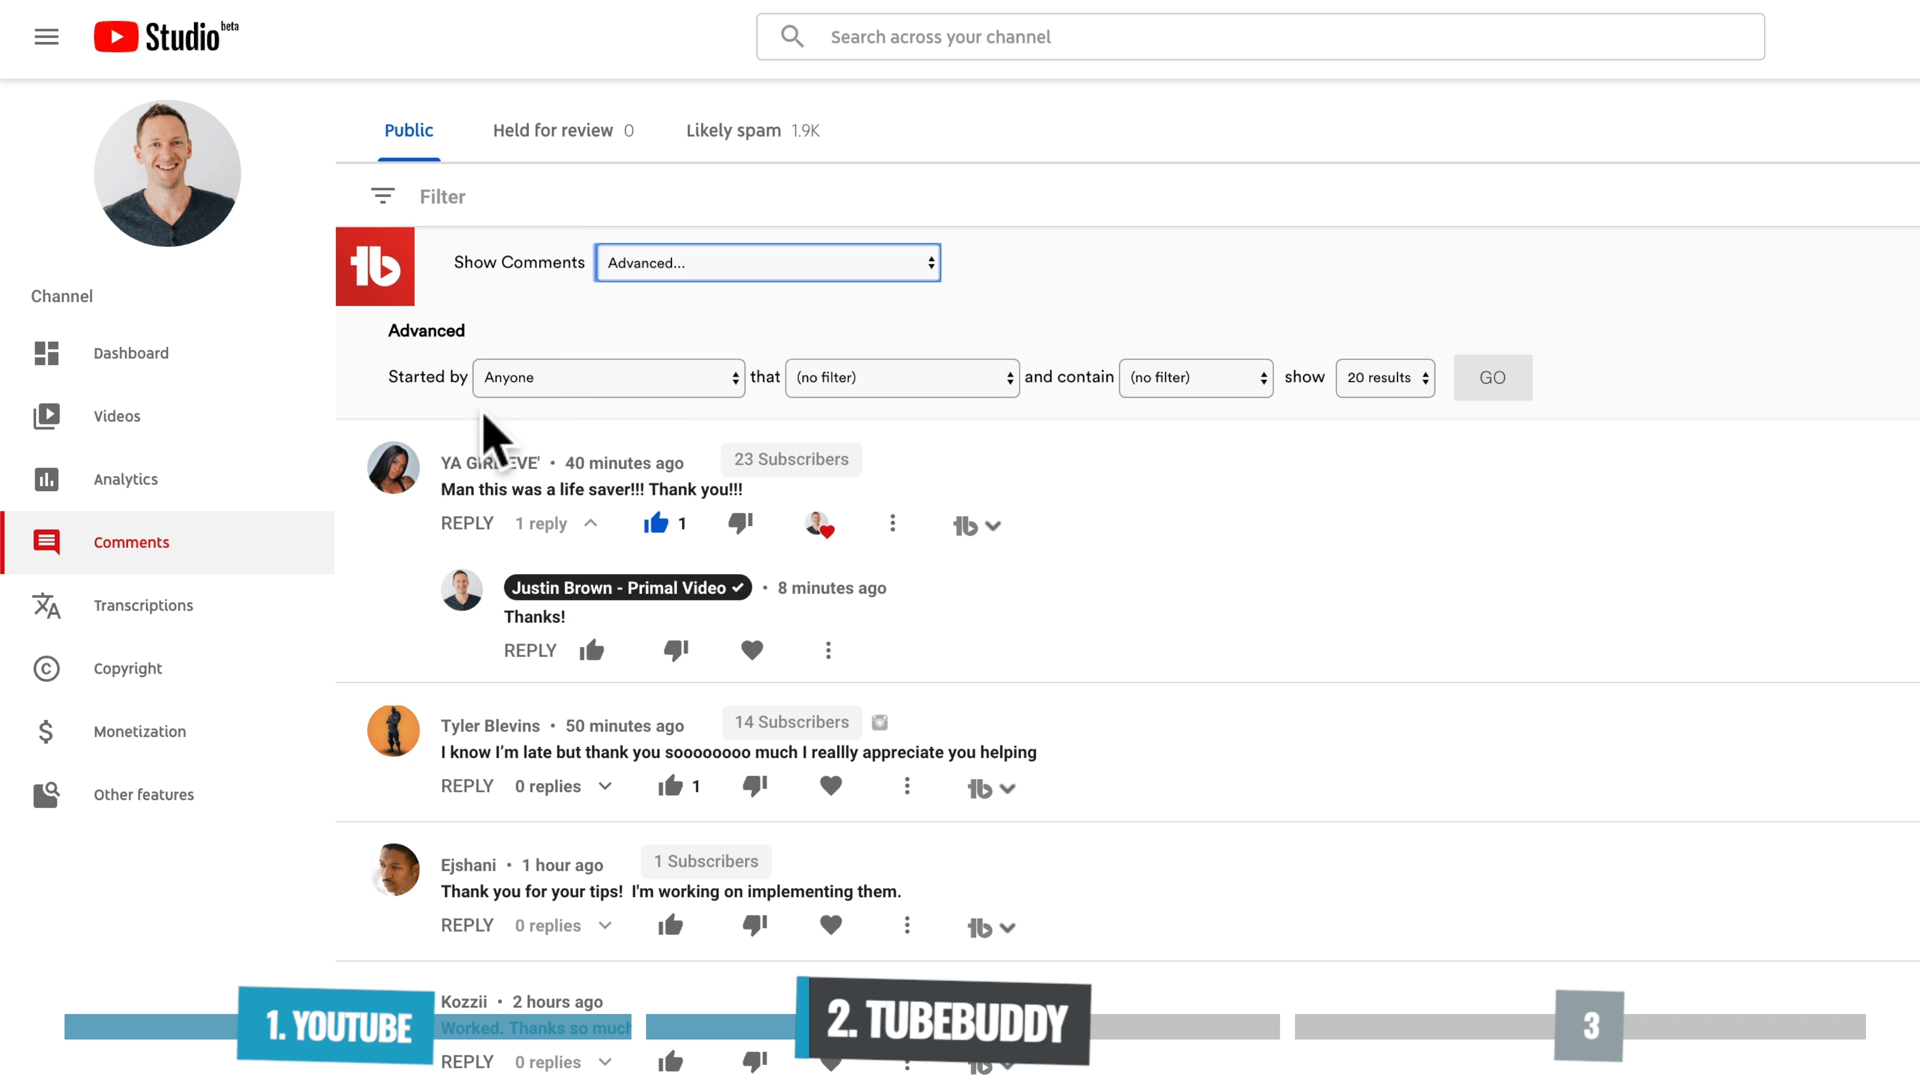 Studio beta
Search across your channel
Public
Held for review 0
Likely spam 1.9K
Filter
Show Comments Advanced...
Channel
Advanced
Dashboard
Started by Anyone that (no filter) and contain (no filter) show 20 results GO
Videos
Analytics
• 40 minutes ago 23 Subscribers
Man this was a life saver!!! Thank you!!!
REPLY 1 reply 1
Comments
Justin Brown - Primal Video • 8 minutes ago
Transcriptions
Thanks!
REPLY
Copyright
Tyler Blevins • 50 minutes ago 14 Subscribers
Monetization
I know I'm late but thank you soooooooo much I reallly appreciate you helping
REPLY 0 replies 1
Other features
Ejshani • 1 hour ago 1 Subscribers
Thank you for your tips! I'm working on implementing them.
REPLY 0 replies
Kozzii • 2 hours ago
Worked. Thanks so much
1. YOUTUBE
2. TUBEBUDDY
3
REPLY 0 replies